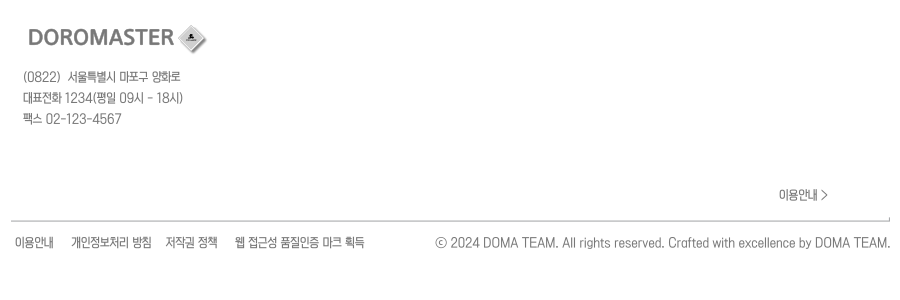 DOROMASTER
(0822) 서울특별시 마포구 양화로
대표전화 1234(평일 09시 - 18시)
팩스 02-123-4567
이용안내 >
이용안내 개인정보처리 방침 저작권 정책 웹 접근성 품질인증 마크 획득 © 2024 DOMA TEAM. All rights reserved. Crafted with excellence by DOMA TEAM.